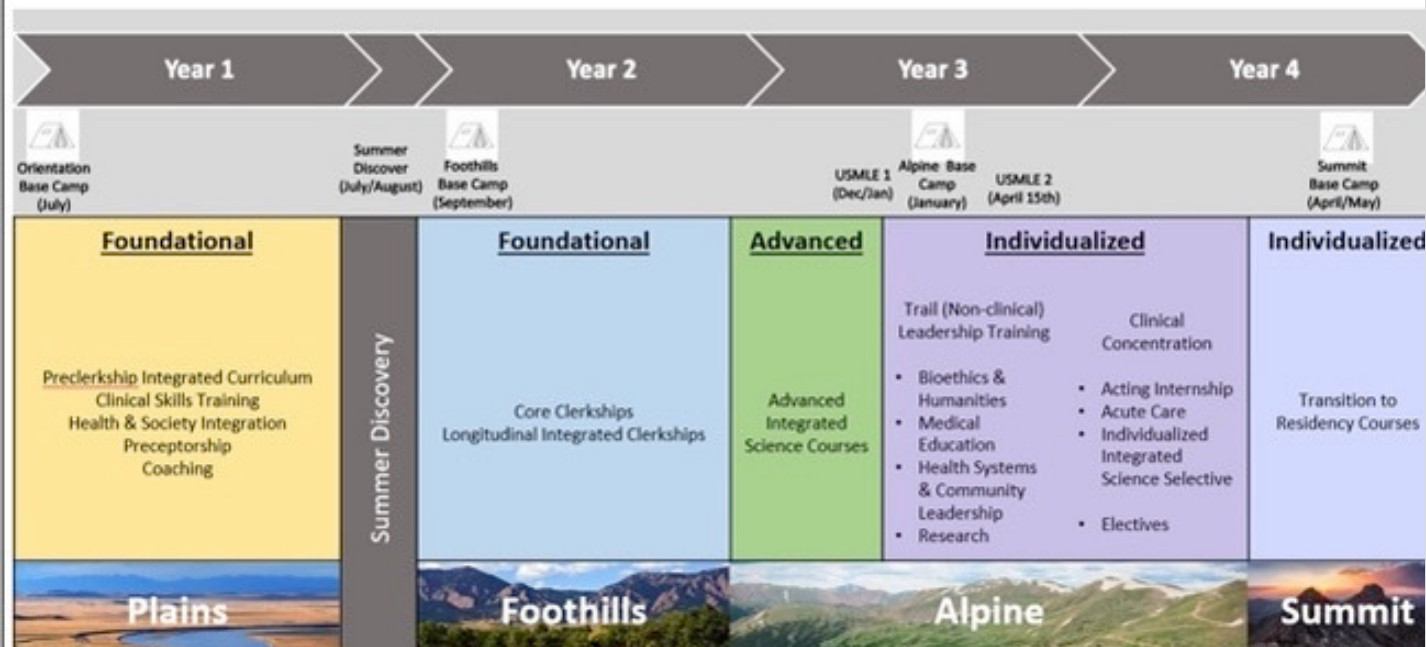 Year 1
Year 2
Year 3
Year 4
Orientation
Base Camp
(July)
Summer
Discover
(July/August)
Foothills
Base Camp
(September)
USMLE 1
(Dec/Jan)
Alpine Base
Camp
(January)
USMLE 2
(April 15th)
Summit
Base Camp
(April/May)
Foundational
Preclerkship Integrated Curriculum
Clinical Skills Training
Health & Society Integration
Preceptorship
Coaching
Summer Discovery
Foundational
Core Clerkships
Longitudinal Integrated Clerkships
Advanced
Advanced
Integrated
Science Courses
Individualized
Trail (Non-clinical)
Leadership Training
• Bioethics &
Humanities
• Medical
Education
• Health Systems
& Community
Leadership
• Research
Clinical
Concentration
• Acting Internship
• Acute Care
• Individualized
Integrated
Science Selective
• Electives
Individualized
Transition to
Residency Courses
Plains
Foothills
Alpine
Summit